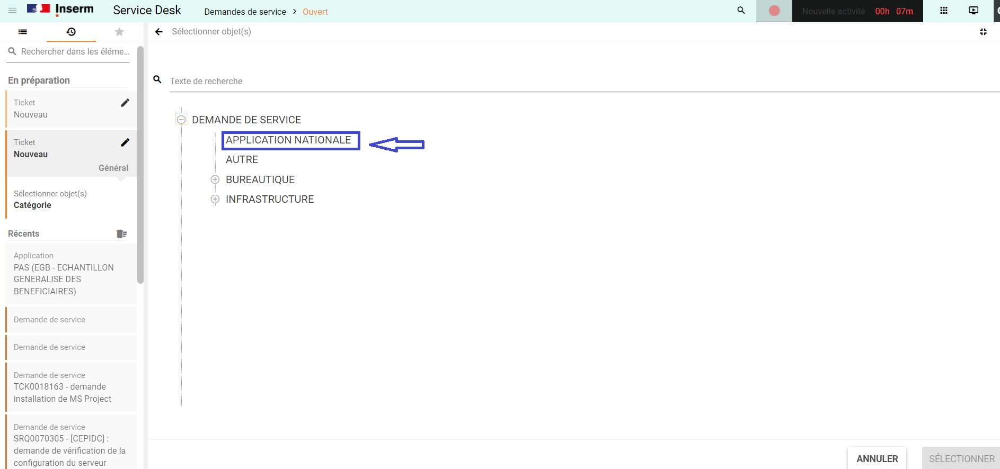 Inserm
Service Desk
Demandes de service > Ouvert
Nouvelle activité 00h 07m
Sélectionner objet(s)
Rechercher dans les éléme...
Texte de recherche
En préparation
Ticket
Nouveau
Ticket
Nouveau
Général
Sélectionner objet(s)
Catégorie
Récents
Application
PAS (EGB - ECHANTILLON
GENERALISE DES
BENEFICIAIRES)
Demande de service
Demande de service
Demande de service
TCK0018163 - demande
installation de MS Project
Demande de service
SRQ0070305 - [CEPIDC] :
demande de vérification de la
configuration du serveur
DEMANDE DE SERVICE
APPLICATION NATIONALE
AUTRE
BUREAUTIQUE
INFRASTRUCTURE
ANNULER
SÉLECTIONNER